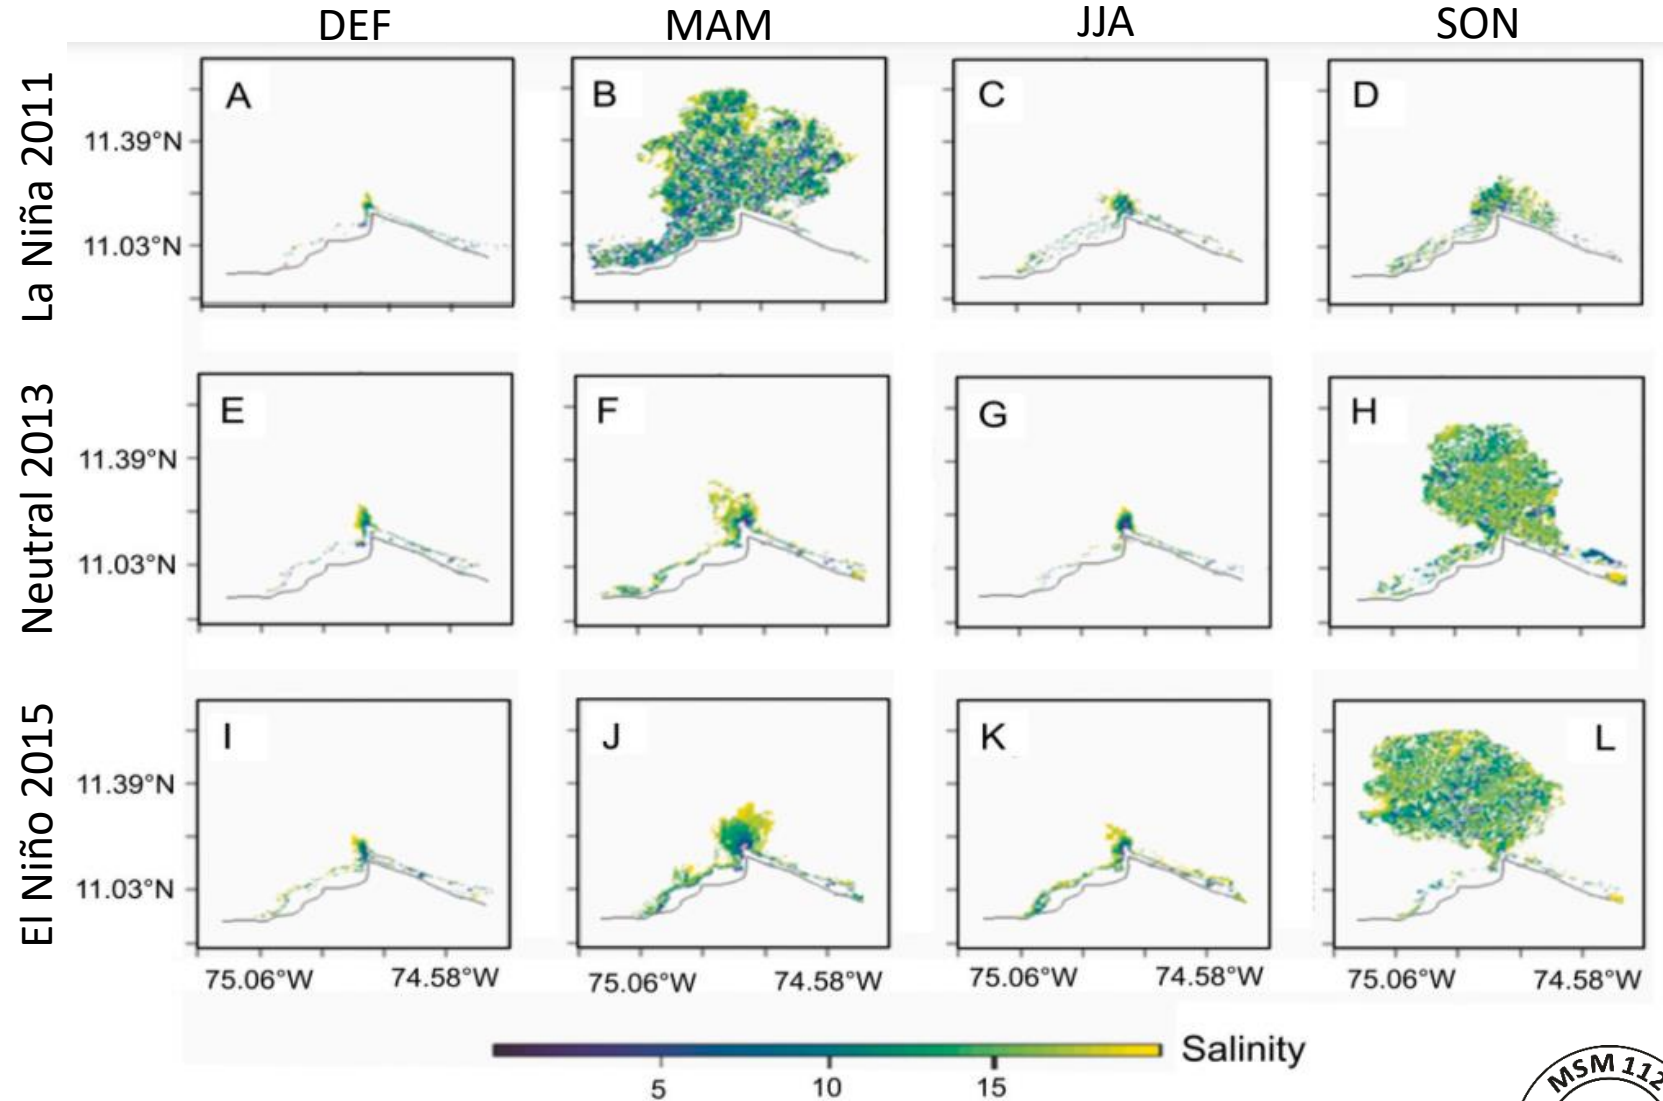 DEF MAM JJA SON
La Niña 2011
A B C D
11.39°N
11.03°N
Neutral 2013
E F G H
11.39°N
11.03°N
El Niño 2015
I J K L
11.39°N
11.03°N
75.06°W 74.58°W 75.06°W 74.58°W 75.06°W 74.58°W 75.06°W 74.58°W
Salinity
5 10 15
MSM 112